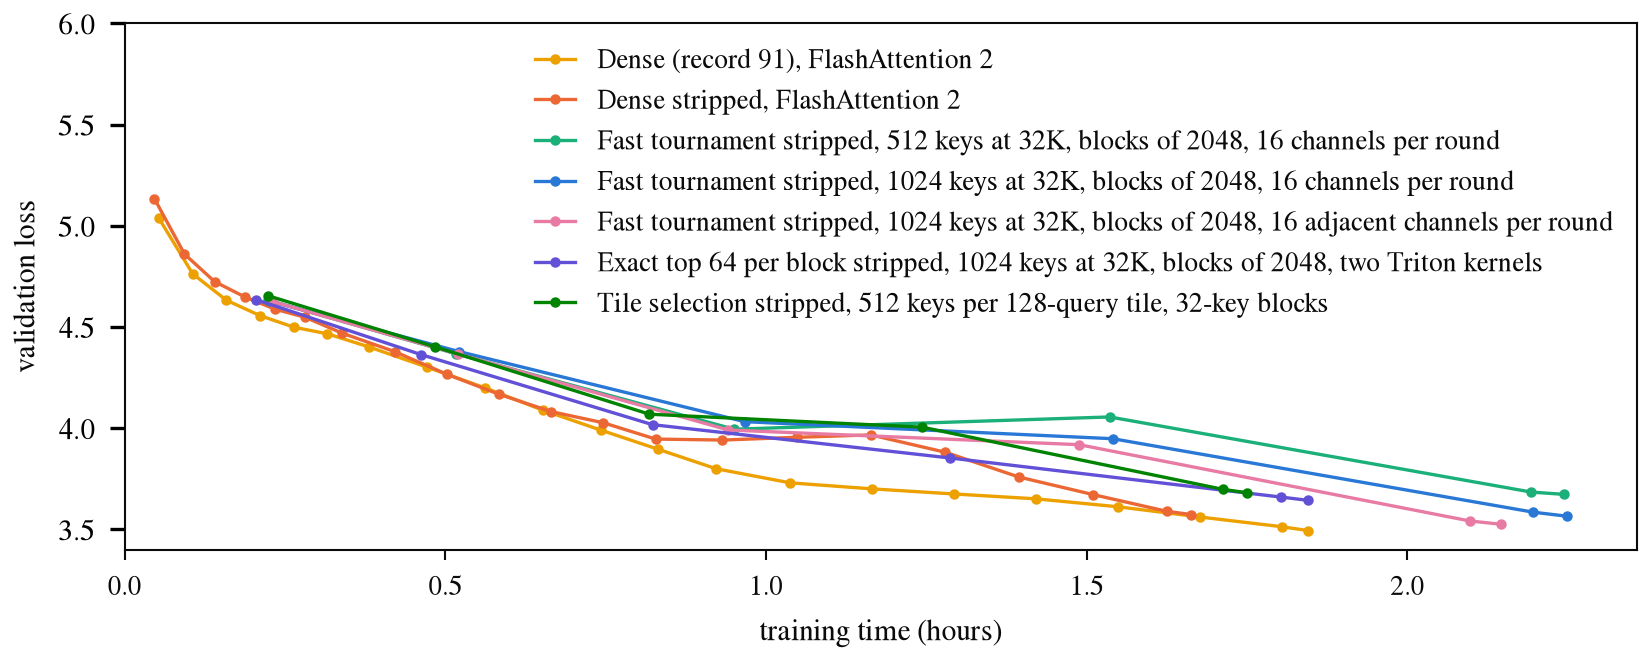 6.0
5.5
5.0
4.5
4.0
3.5
validation loss
Dense (record 91), FlashAttention 2
Dense stripped, FlashAttention 2
Fast tournament stripped, 512 keys at 32K, blocks of 2048, 16 channels per round
Fast tournament stripped, 1024 keys at 32K, blocks of 2048, 16 channels per round
Fast tournament stripped, 1024 keys at 32K, blocks of 2048, 16 adjacent channels per round
Exact top 64 per block stripped, 1024 keys at 32K, blocks of 2048, two Triton kernels
Tile selection stripped, 512 keys per 128-query tile, 32-key blocks
0.0 0.5 1.0 1.5 2.0
training time (hours)